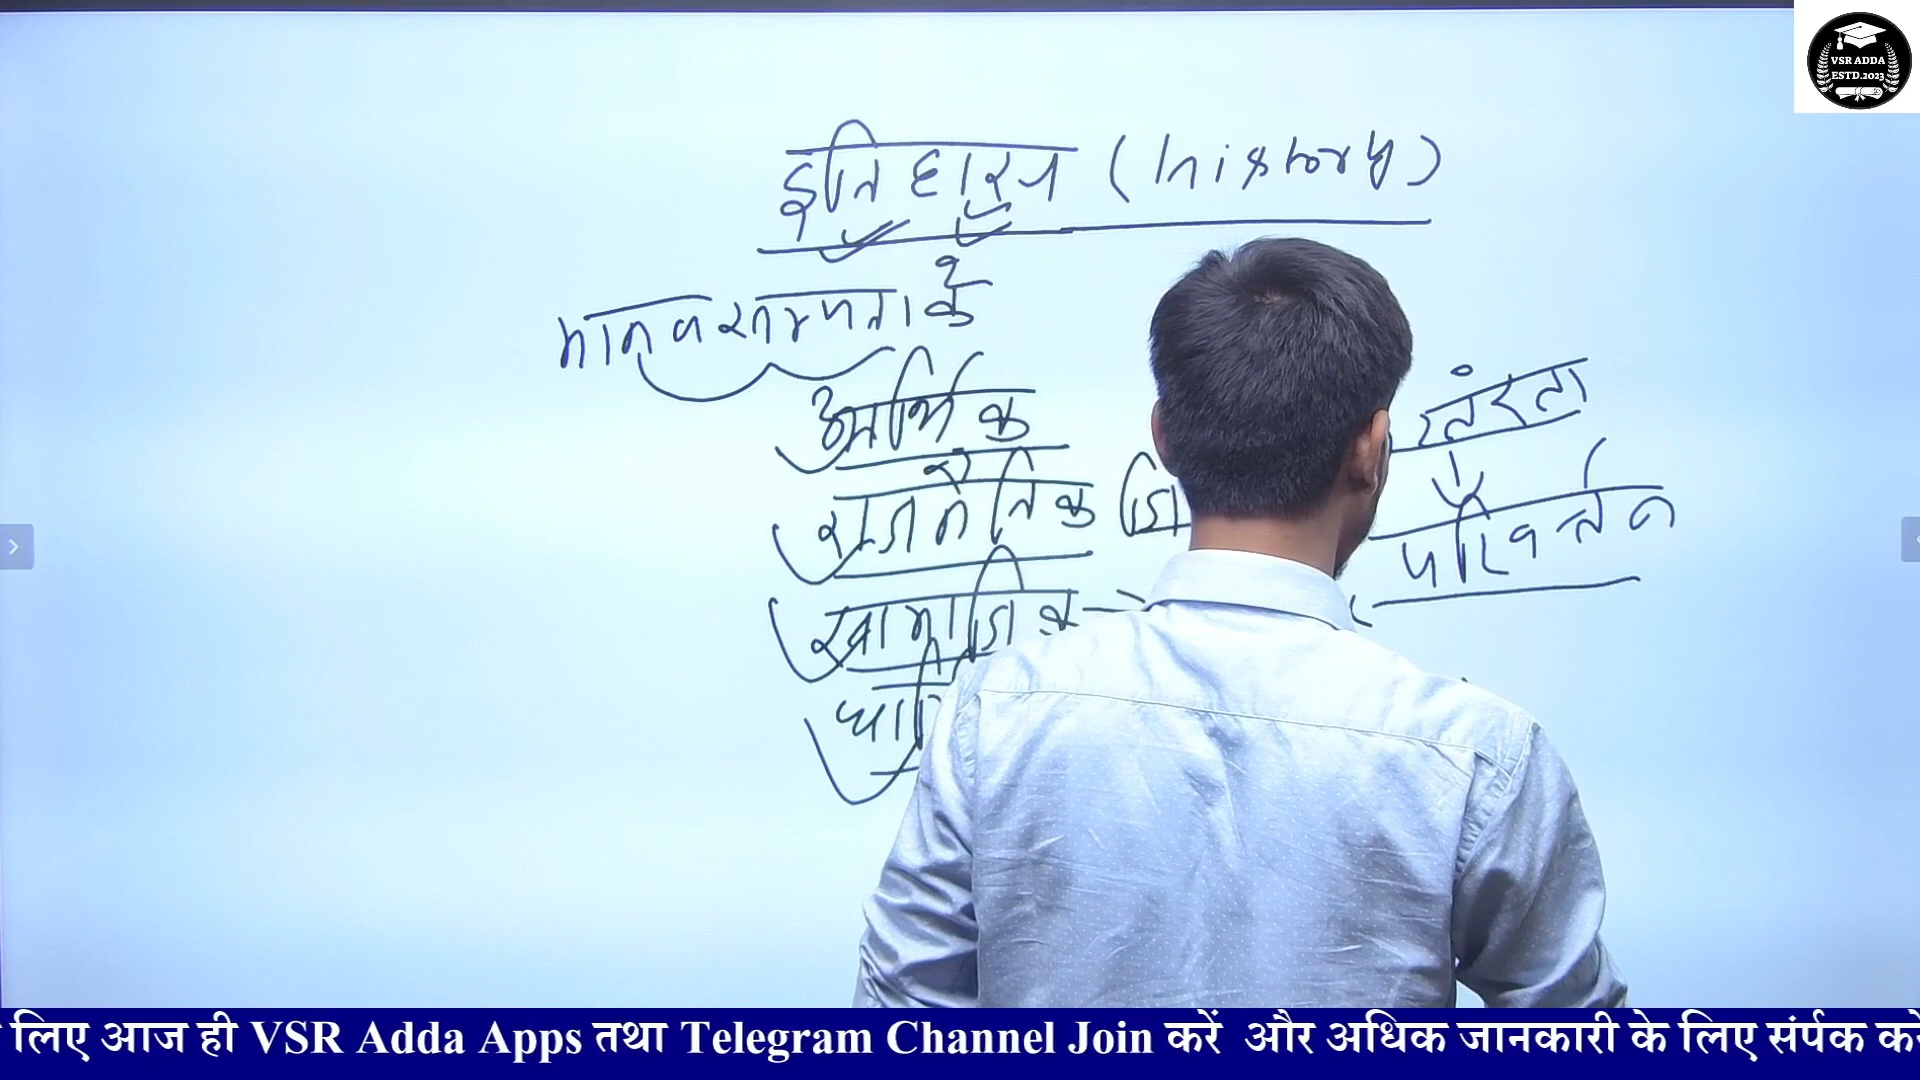 VSR ADDA
ESTD.2023
इतिहास (history)
मानव सभ्यता के
आर्थिक
राजनैतिक
सामाजिक
परिवर्तन
लिए आज ही VSR Adda Apps तथा Telegram Channel Join करें और अधिक जानकारी के लिए संर्पक करे